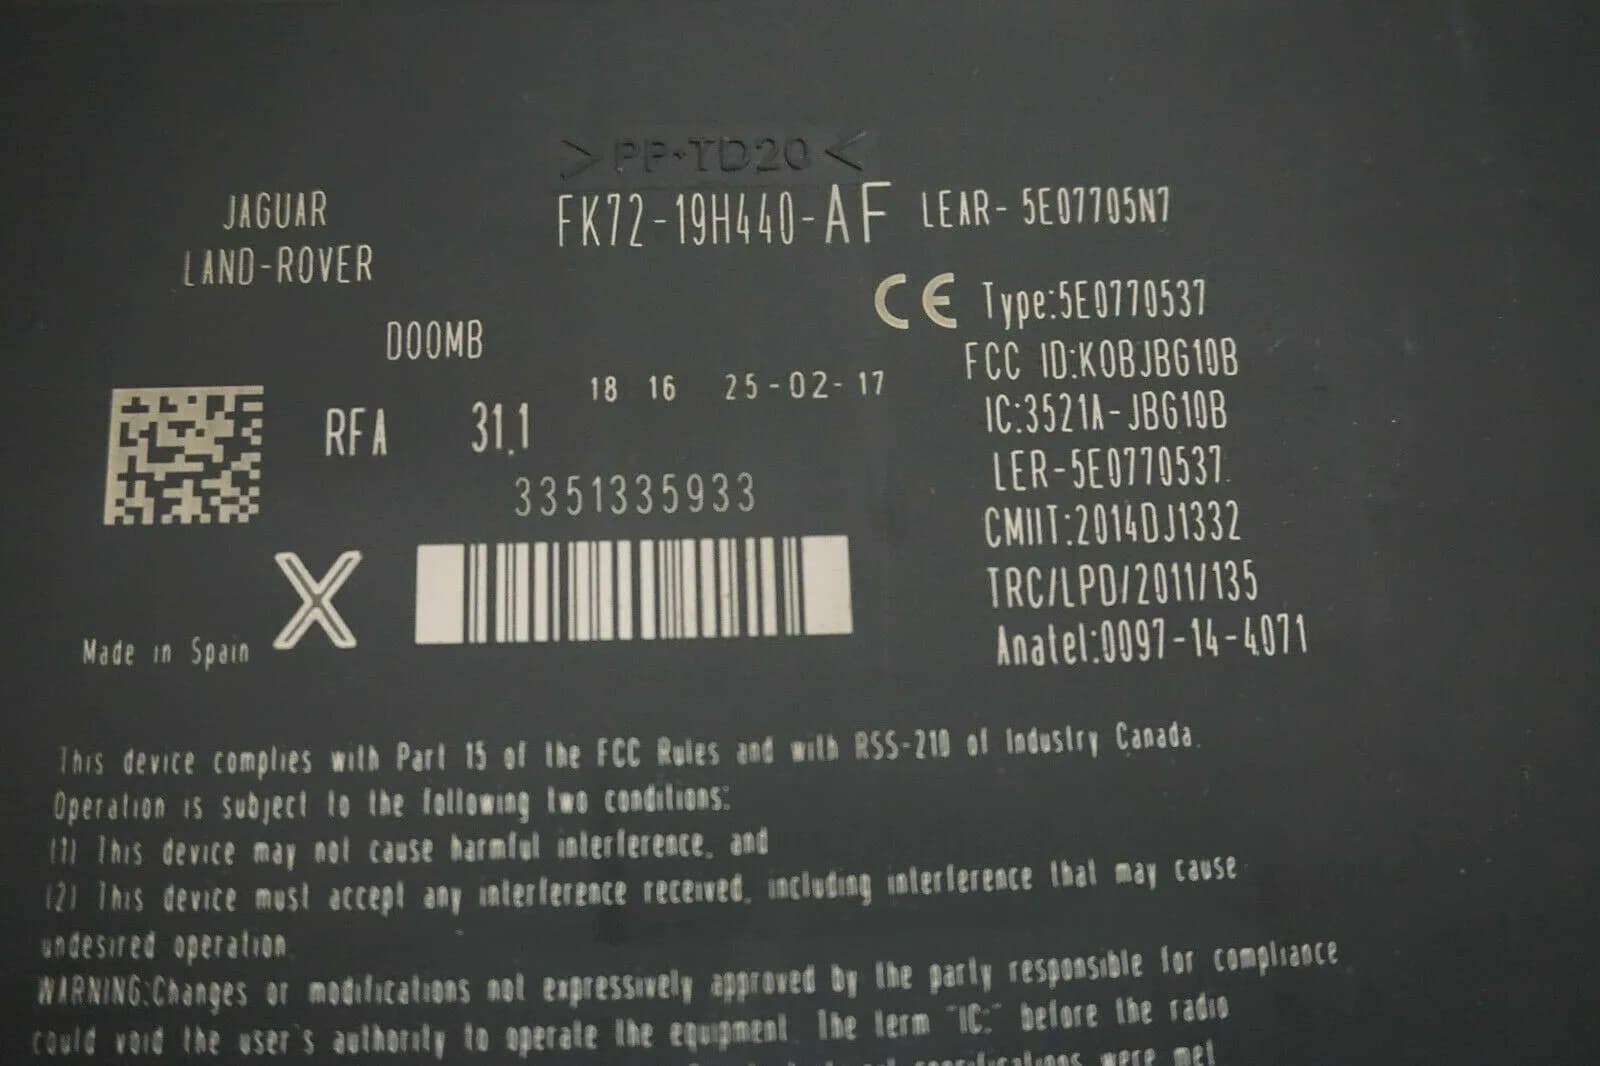 >PP-TD20<
JAGUAR
LAND-ROVER
FK72-19H440-AF LEAR- 5E07705N7
CE Type:5E0770537
D00MB
FCC ID:K0BJBG10B
18 16 25-02-17
RFA 31.1
IC:3521A-JBG10B
LER-5E0770537
3351335933
CMIIT:2014DJ1332
X
TRC/LPD/2011/135
Made in Spain
Anatel:0097-14-4071
This device complies with Part 15 of the FCC Rules and with RSS-210 of Industry Canada.
Operation is subject to the following two conditions:
(1) This device may not cause harmful interference, and
(2) This device must accept any interference received, including interference that may cause
undesired operation
WARNING:Changes or modifications not expressively approved by the party responsible for compliance
could void the user's authority to operate the equipment. The term "IC:" before the radio
specifications were met